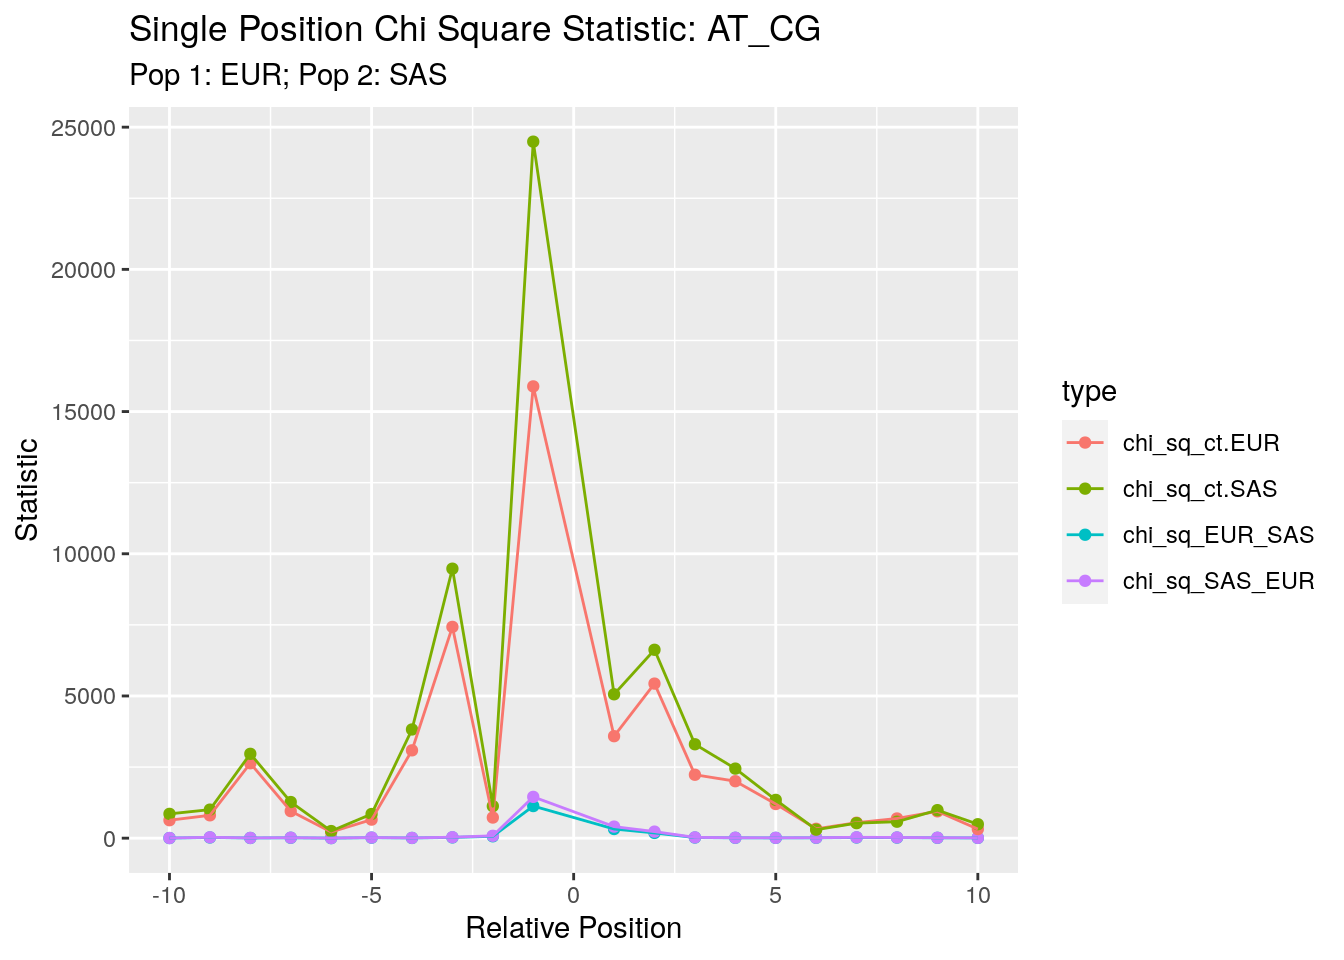 Single Position Chi Square Statistic: AT_CG
Pop 1: EUR; Pop 2: SAS
25000
20000
15000
10000
5000
0
Statistic
-10
-5
0
5
10
Relative Position
type
chi_sq_ct.EUR
chi_sq_ct.SAS
chi_sq_EUR_SAS
chi_sq_SAS_EUR